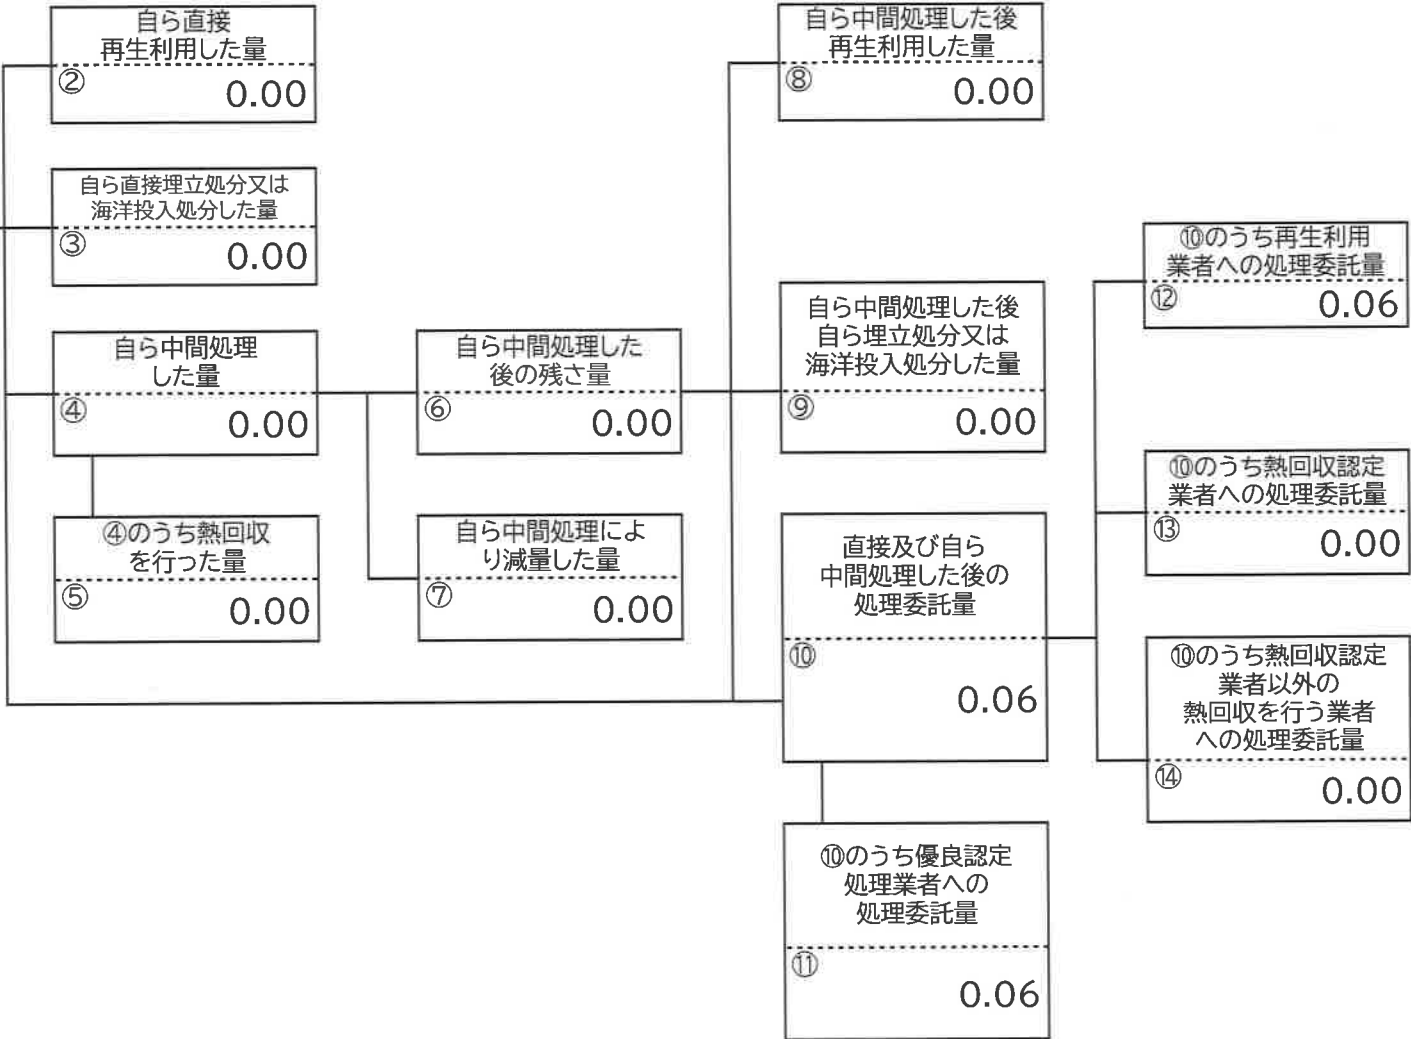 自ら直接
再生利用した量
②
0.00
自ら直接埋立処分又は
海洋投入処分した量
③
0.00
自ら中間処理
した量
④
0.00
④のうち熱回収
を行った量
⑤
0.00
自ら中間処理した
後の残さ量
⑥
0.00
自ら中間処理によ
り減量した量
⑦
0.00
自ら中間処理した後
再生利用した量
⑧
0.00
自ら中間処理した後
自ら埋立処分又は
海洋投入処分した量
⑨
0.00
直接及び自ら
中間処理した後の
処理委託量
⑩
0.06
⑩のうち優良認定
処理業者への
処理委託量
⑪
0.06
⑩のうち再生利用
業者への処理委託量
⑫
0.06
⑩のうち熱回収認定
業者への処理委託量
⑬
0.00
⑩のうち熱回収認定
業者以外の
熱回収を行う業者
への処理委託量
⑭
0.00